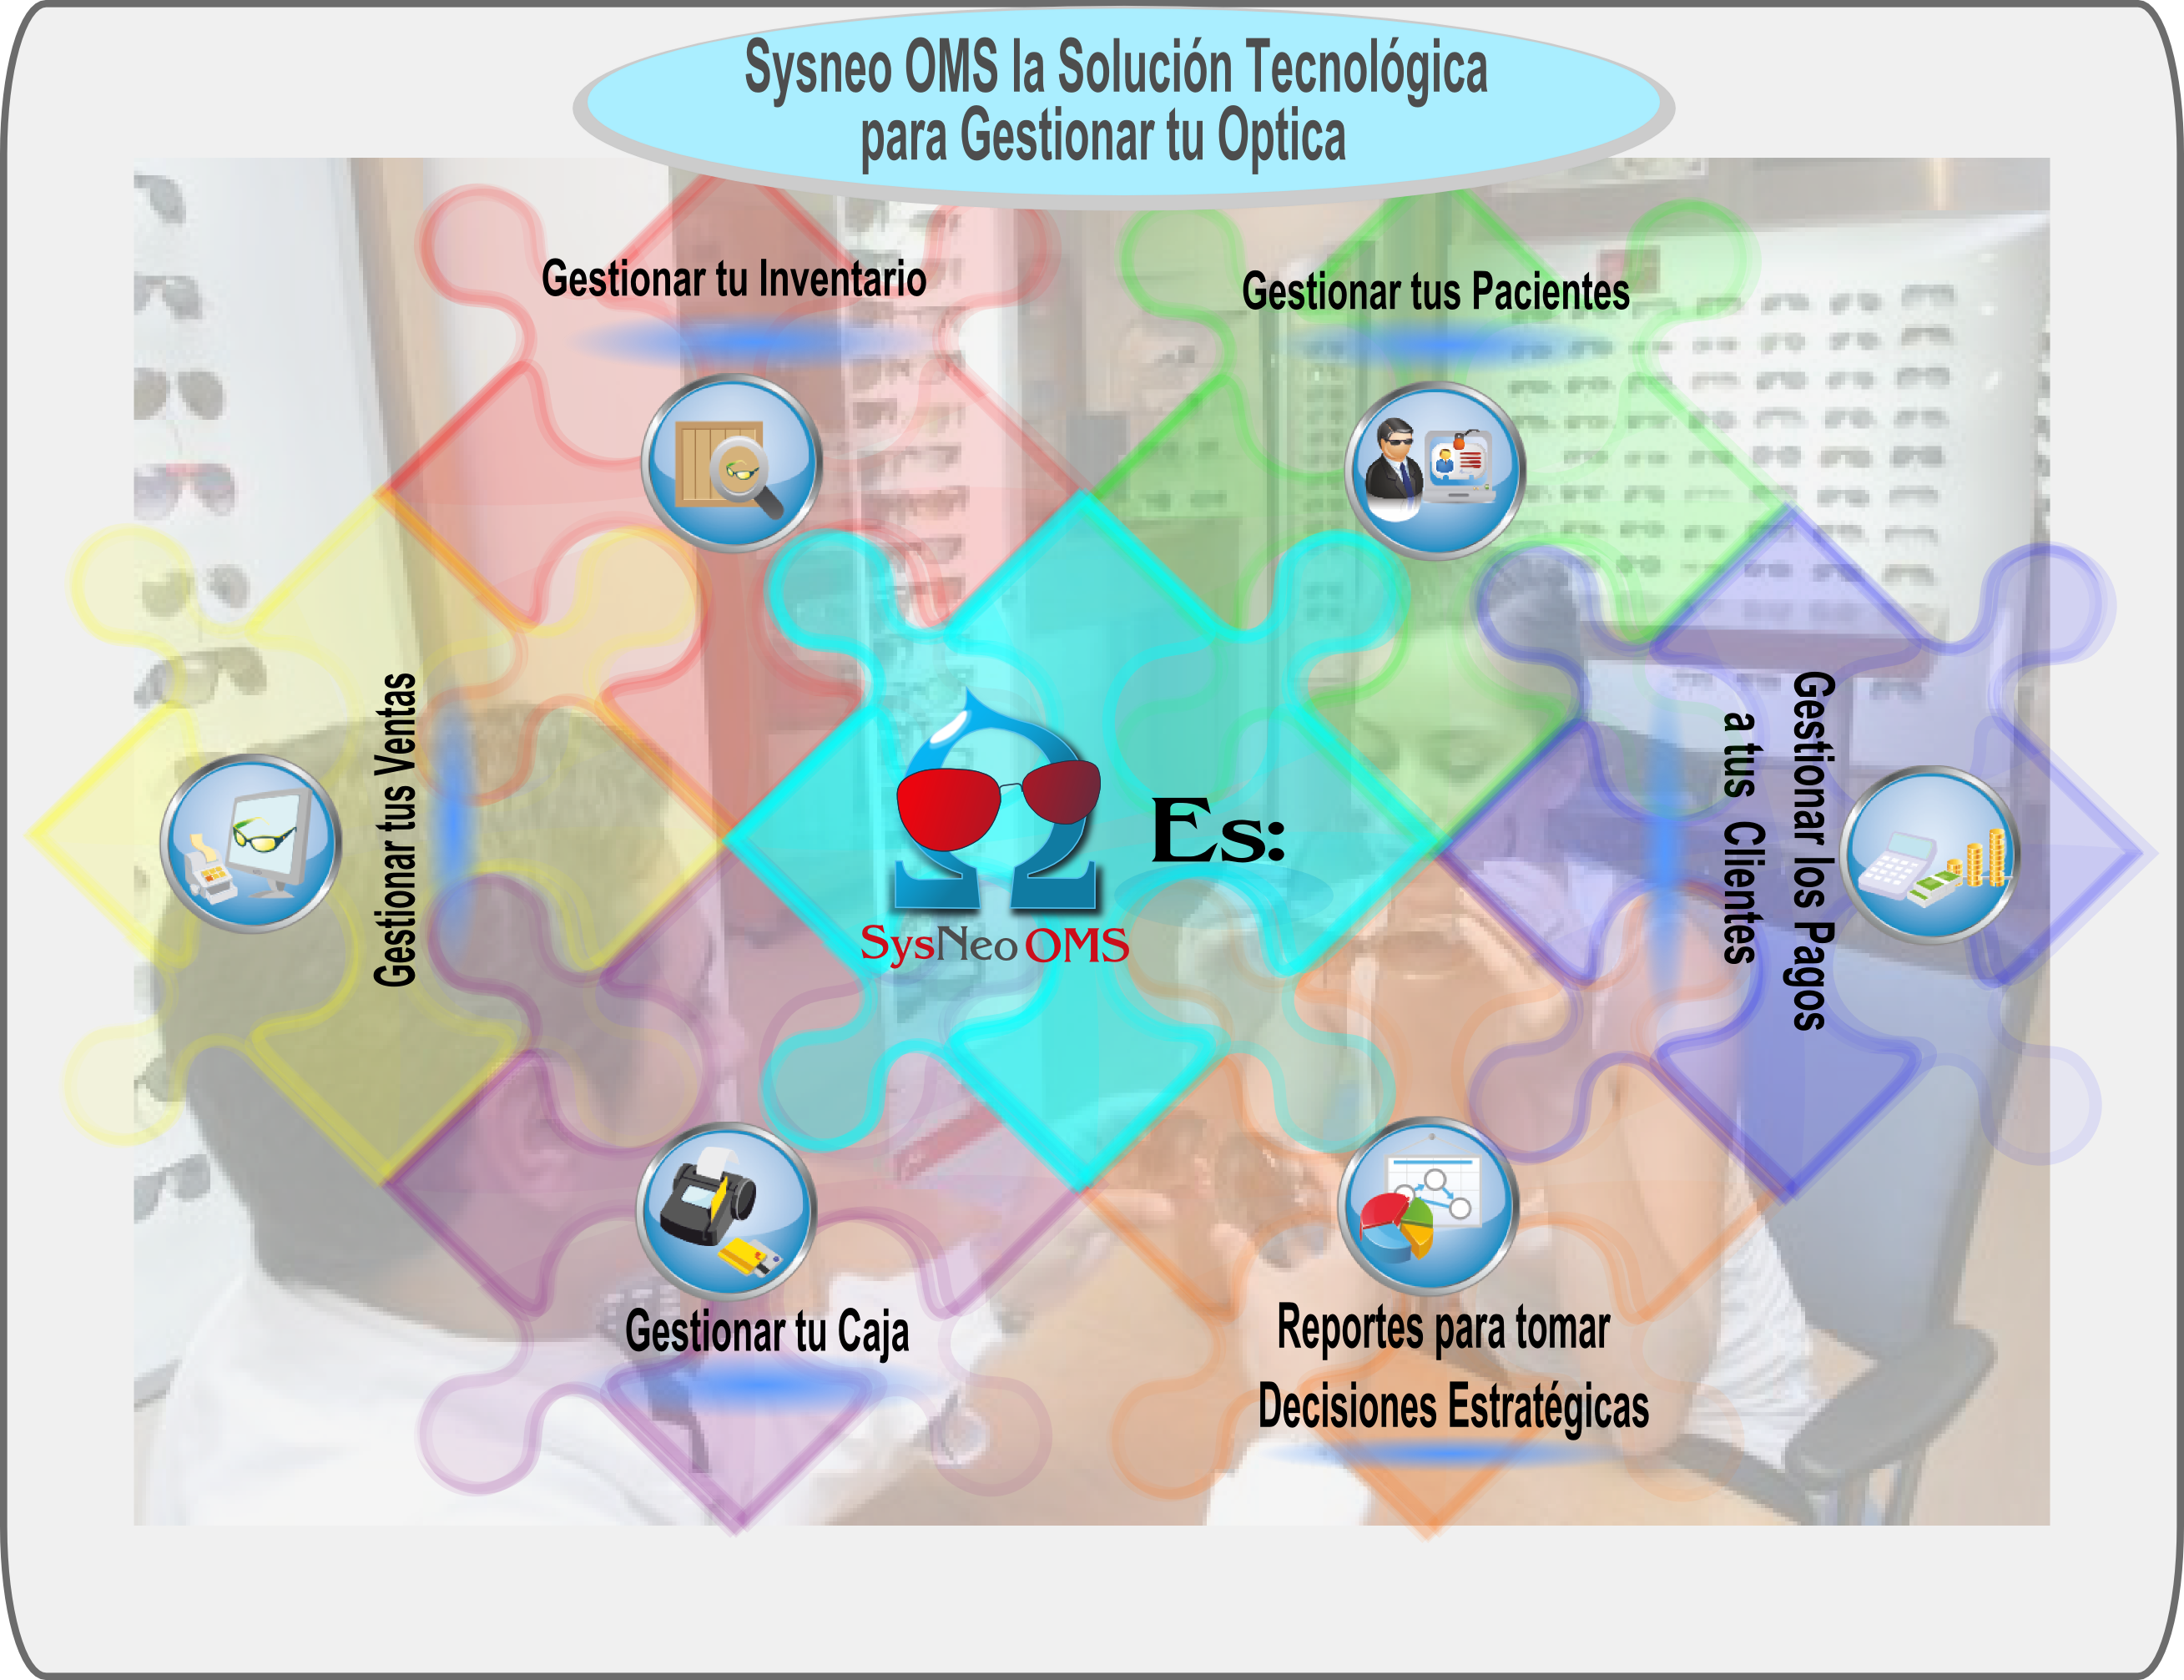 Sysneo OMS la Solución Tecnológica
para Gestionar tu Optica
Gestionar tu Inventario
Gestionar tus Pacientes
Gestionar tus Ventas
SysNeo OMS
Es:
Gestionar los Pagos
a tus Clientes
Gestionar tu Caja
Reportes para tomar
Decisiones Estratégicas